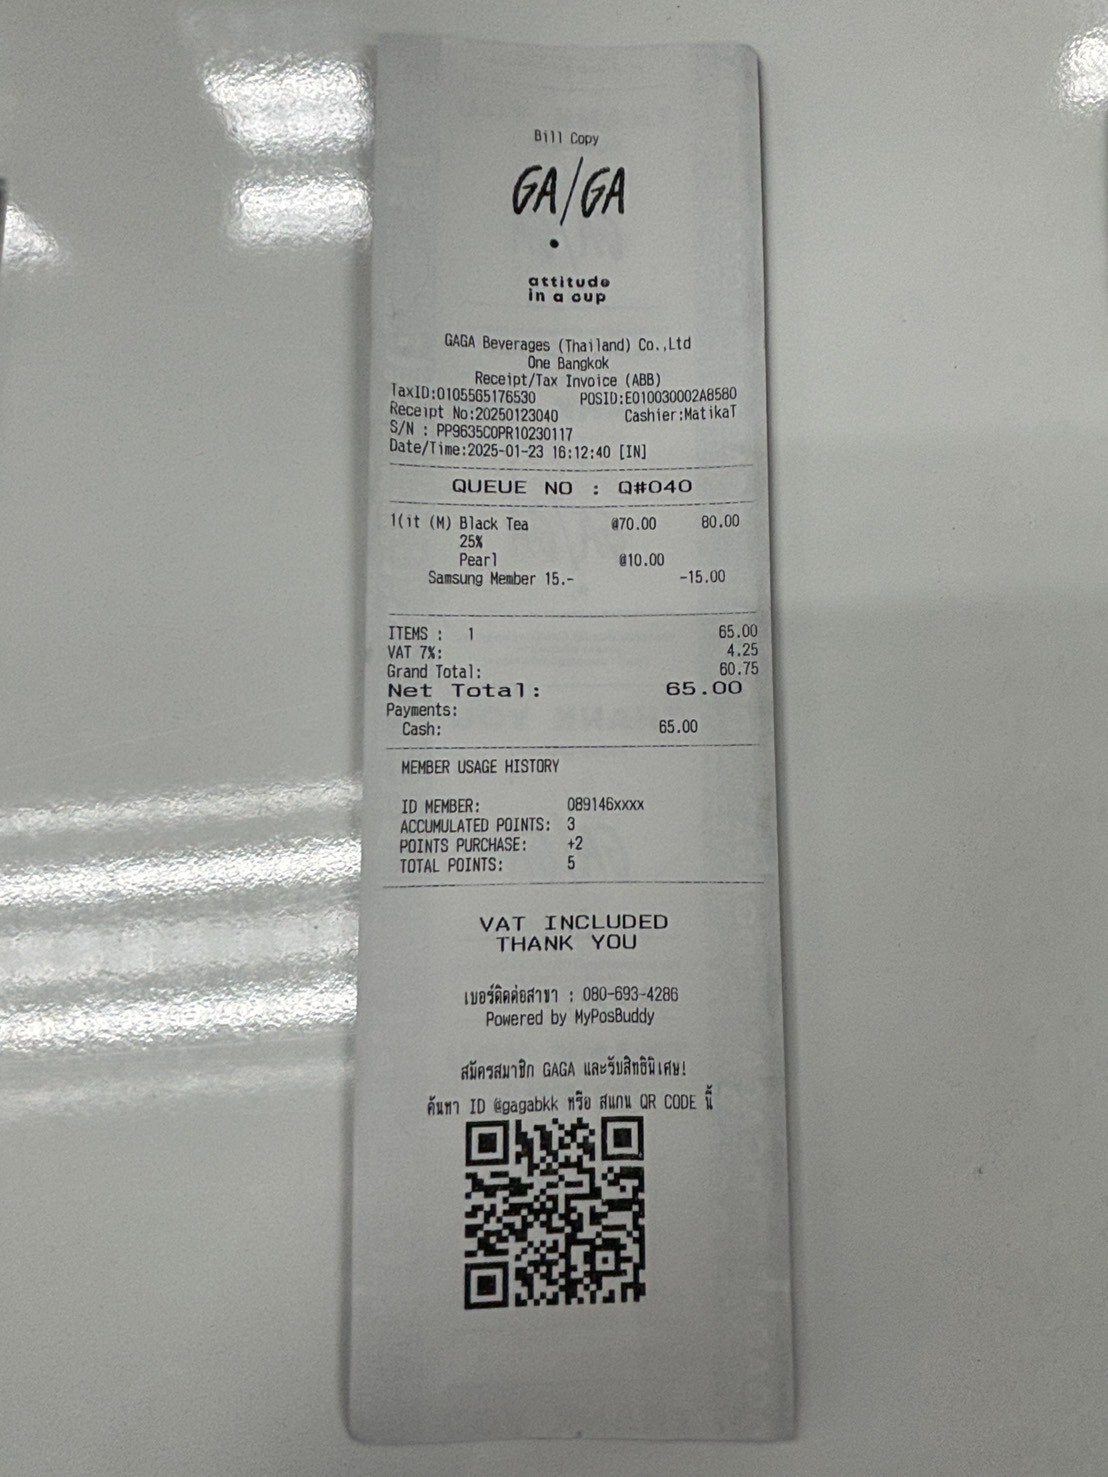 Bill Copy
GA/GA
attitude
in a cup
GAGA Beverages (Thailand) Co.,Ltd
One Bangkok
Receipt/Tax Invoice (ABB)
TaxID:0105565176530 POSID:E010030002A8580
Receipt No:20250123040 Cashier:MatikaT
S/N : PP9635COPR10230117
Date/Time:2025-01-23 16:12:40 [IN]
QUEUE NO : Q#040
1(it (M) Black Tea @70.00 80.00
25%
Pearl @10.00
Samsung Member 15.- -15.00
ITEMS : 1 65.00
VAT 7%: 4.25
Grand Total: 60.75
Net Total: 65.00
Payments:
Cash: 65.00
MEMBER USAGE HISTORY
ID MEMBER: 089146xxxx
ACCUMULATED POINTS: 3
POINTS PURCHASE: +2
TOTAL POINTS: 5
VAT INCLUDED
THANK YOU
เบอร์ติดต่อสาขา : 080-693-4286
Powered by MyPosBuddy
สมัครสมาชิก GAGA และรับสิทธิพิเศษ!
ค้นหา ID @gagabkk หรือ สแกน QR CODE นี้